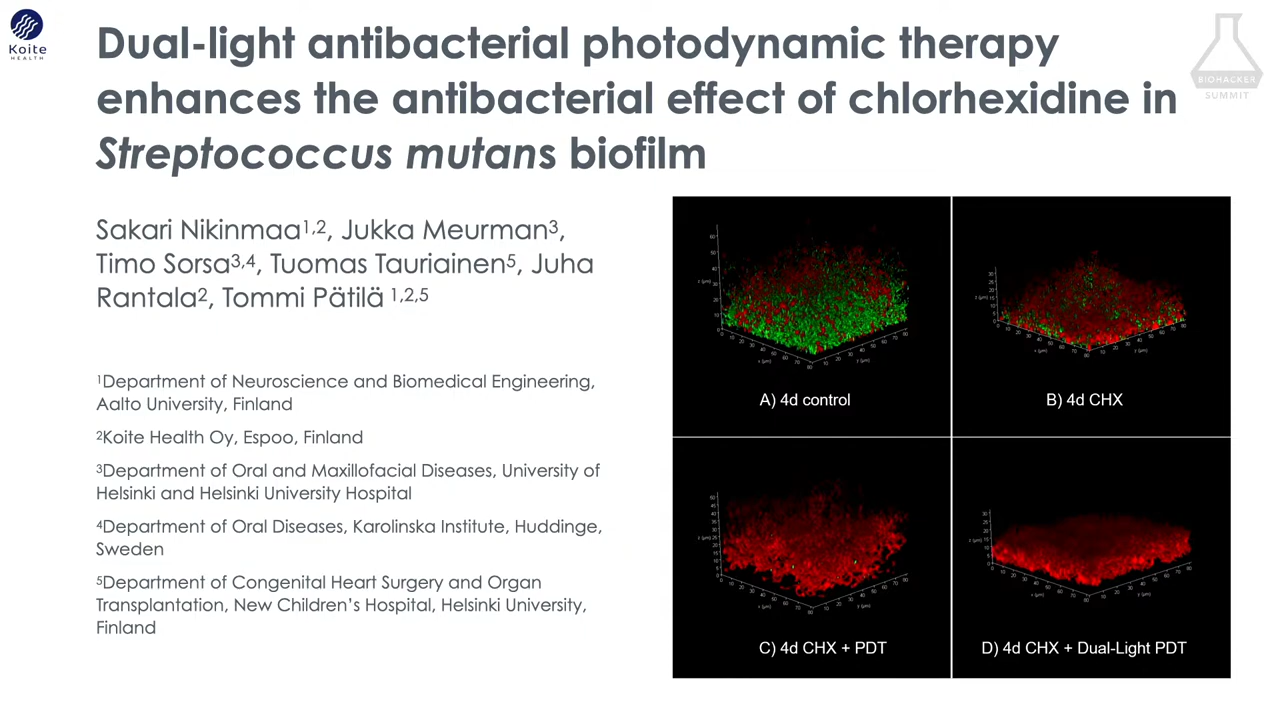 Koite
HEALTH
Dual-light antibacterial photodynamic therapy
enhances the antibacterial effect of chlorhexidine in
Streptococcus mutans biofilm
BIOHACKER
SUMMIT
Sakari Nikinmaa1,2, Jukka Meurman3,
Timo Sorsa3,4, Tuomas Tauriainen5, Juha
Rantala2, Tommi Pätilä 1,2,5
1Department of Neuroscience and Biomedical Engineering,
Aalto University, Finland
2Koite Health Oy, Espoo, Finland
3Department of Oral and Maxillofacial Diseases, University of
Helsinki and Helsinki University Hospital
4Department of Oral Diseases, Karolinska Institute, Huddinge,
Sweden
5Department of Congenital Heart Surgery and Organ
Transplantation, New Children’s Hospital, Helsinki University,
Finland
A) 4d control
B) 4d CHX
C) 4d CHX + PDT
D) 4d CHX + Dual-Light PDT